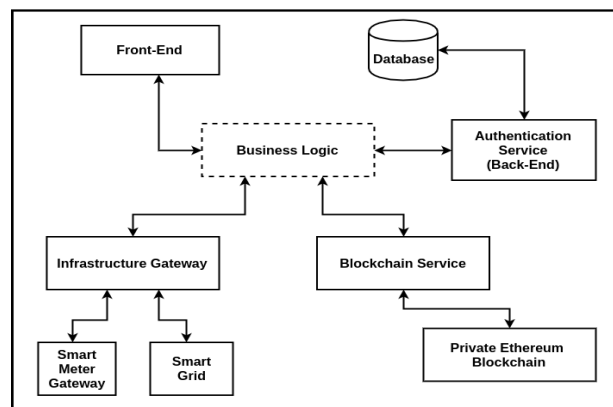 Front-End
Database
Business Logic
Authentication
Service
(Back-End)
Infrastructure Gateway
Blockchain Service
Smart
Meter
Gateway
Smart
Grid
Private Ethereum
Blockchain